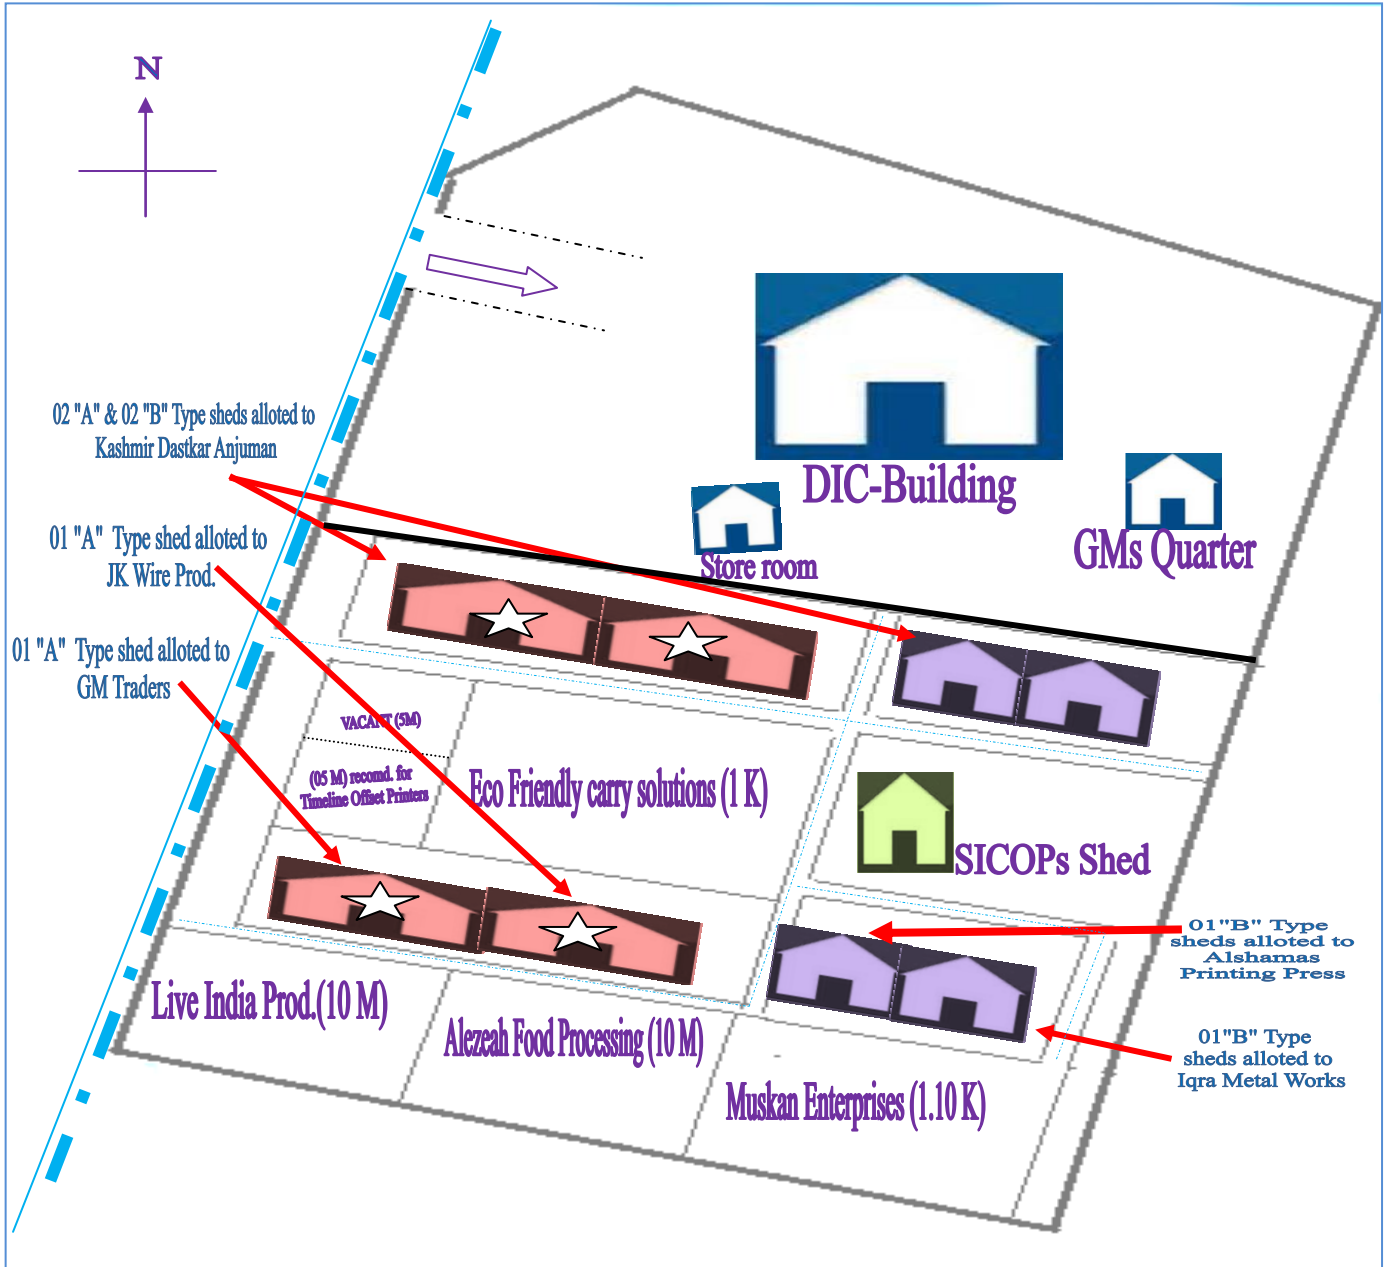 N
02 "A" & 02 "B" Type sheds alloted to
Kashmir Dastkar Anjuman
DIC-Building
GMs Quarter
Store room
01 "A" Type shed alloted to
JK Wire Prod.
01 "A" Type shed alloted to
GM Traders
VACANT (5M)
(05 M) recomd. for
Timeline Offset Printers
Eco Friendly carry solutions (1 K)
SICOPs Shed
01"B" Type
sheds alloted to
Alshamas
Printing Press
Live India Prod.(10 M)
Alezeah Food Processing (10 M)
01"B" Type
sheds alloted to
Iqra Metal Works
Muskan Enterprises (1.10 K)